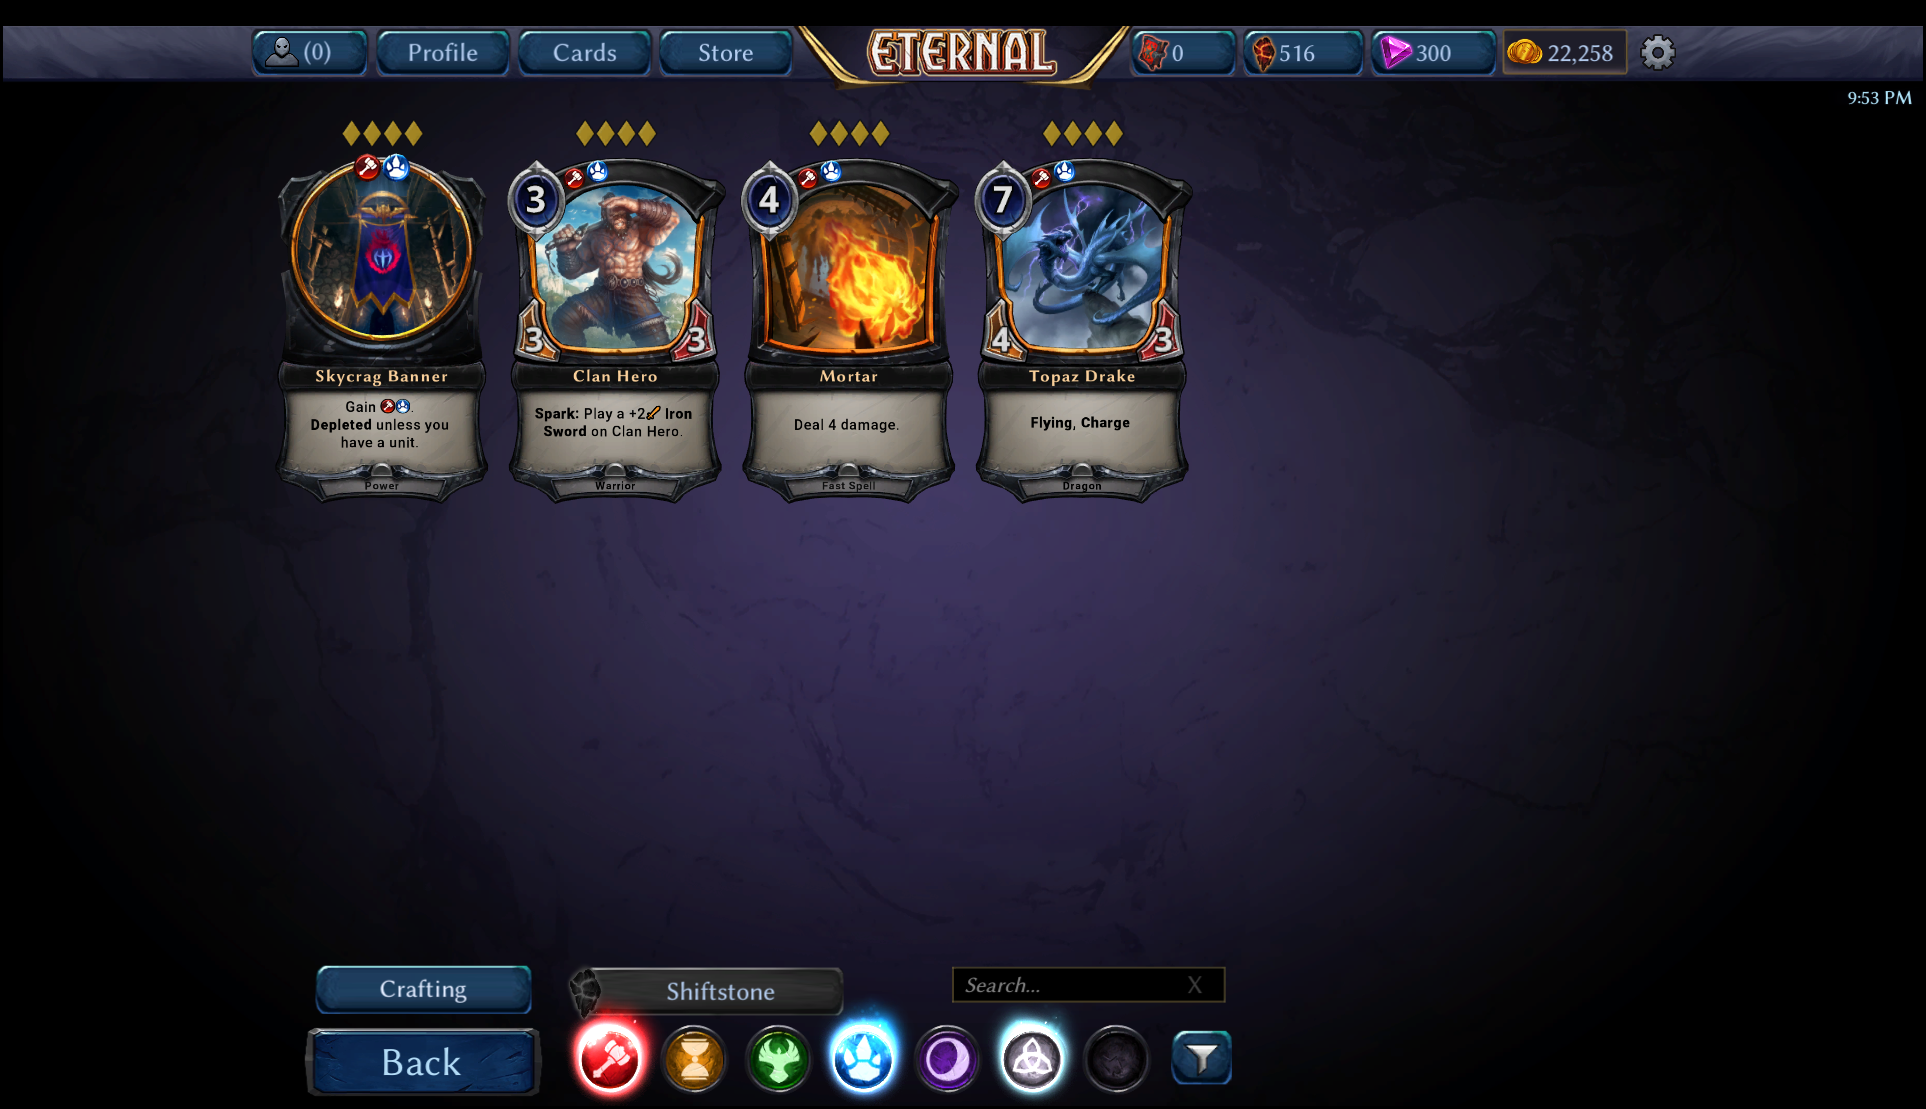 (0)
Profile
Cards
Store
ETERNAL
0
516
300
22,258
9:53 PM
Skycrag Banner
Gain .
Depleted unless you
have a unit.
Power
3
3
3
Clan Hero
Spark: Play a +2 Iron
Sword on Clan Hero.
Warrior
4
Mortar
Deal 4 damage.
Fast Spell
7
4
3
Topaz Drake
Flying, Charge
Dragon
Crafting
Shiftstone
Search...
X
Back